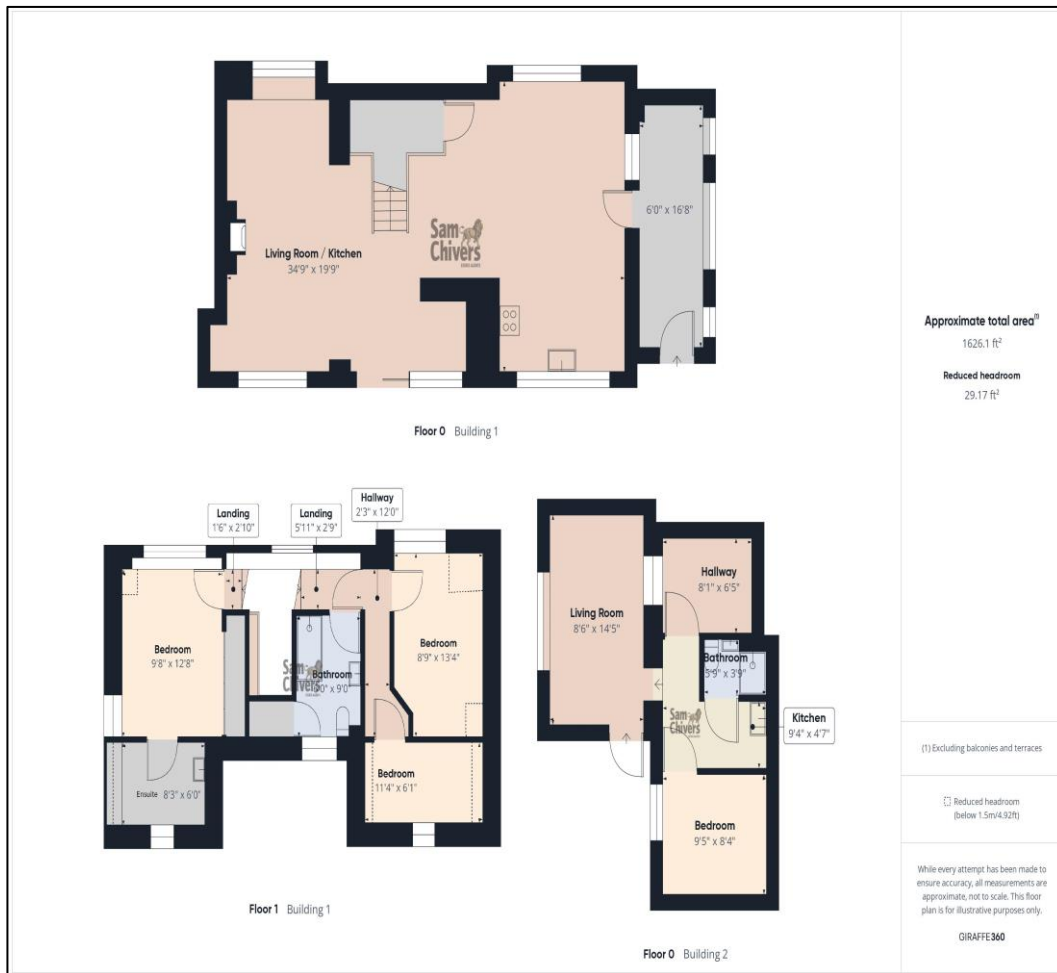 6'0" x 16'8"
Sam
Chivers
Living Room / Kitchen
34'9" x 19'9"
Floor 0 Building 1
Approximate total area(1)
1626.1 ft²
Reduced headroom
29.17 ft²
Landing
1'6" x 2'10"
Landing
5'11" x 2'9"
Hallway
2'3" x 12'0"
Bedroom
9'8" x 12'8"
Sam
Chivers
Bathroom
0" x 9'0"
Bedroom
8'9" x 13'4"
Ensuite 8'3" x 6'0"
Bedroom
11'4" x 6'1"
Floor 1 Building 1
Living Room
8'6" x 14'5"
Hallway
8'1" x 6'5"
Bathroom
5'9" x 3'9"
Sam
Chivers
Kitchen
9'4" x 4'7"
Bedroom
9'5" x 8'4"
Floor 0 Building 2
(1) Excluding balconies and terraces
Reduced headroom
(below 1.5m/4.92ft)
While every attempt has been made to
ensure accuracy, all measurements are
approximate, not to scale. This floor
plan is for illustrative purposes only.
GIRAFFE360